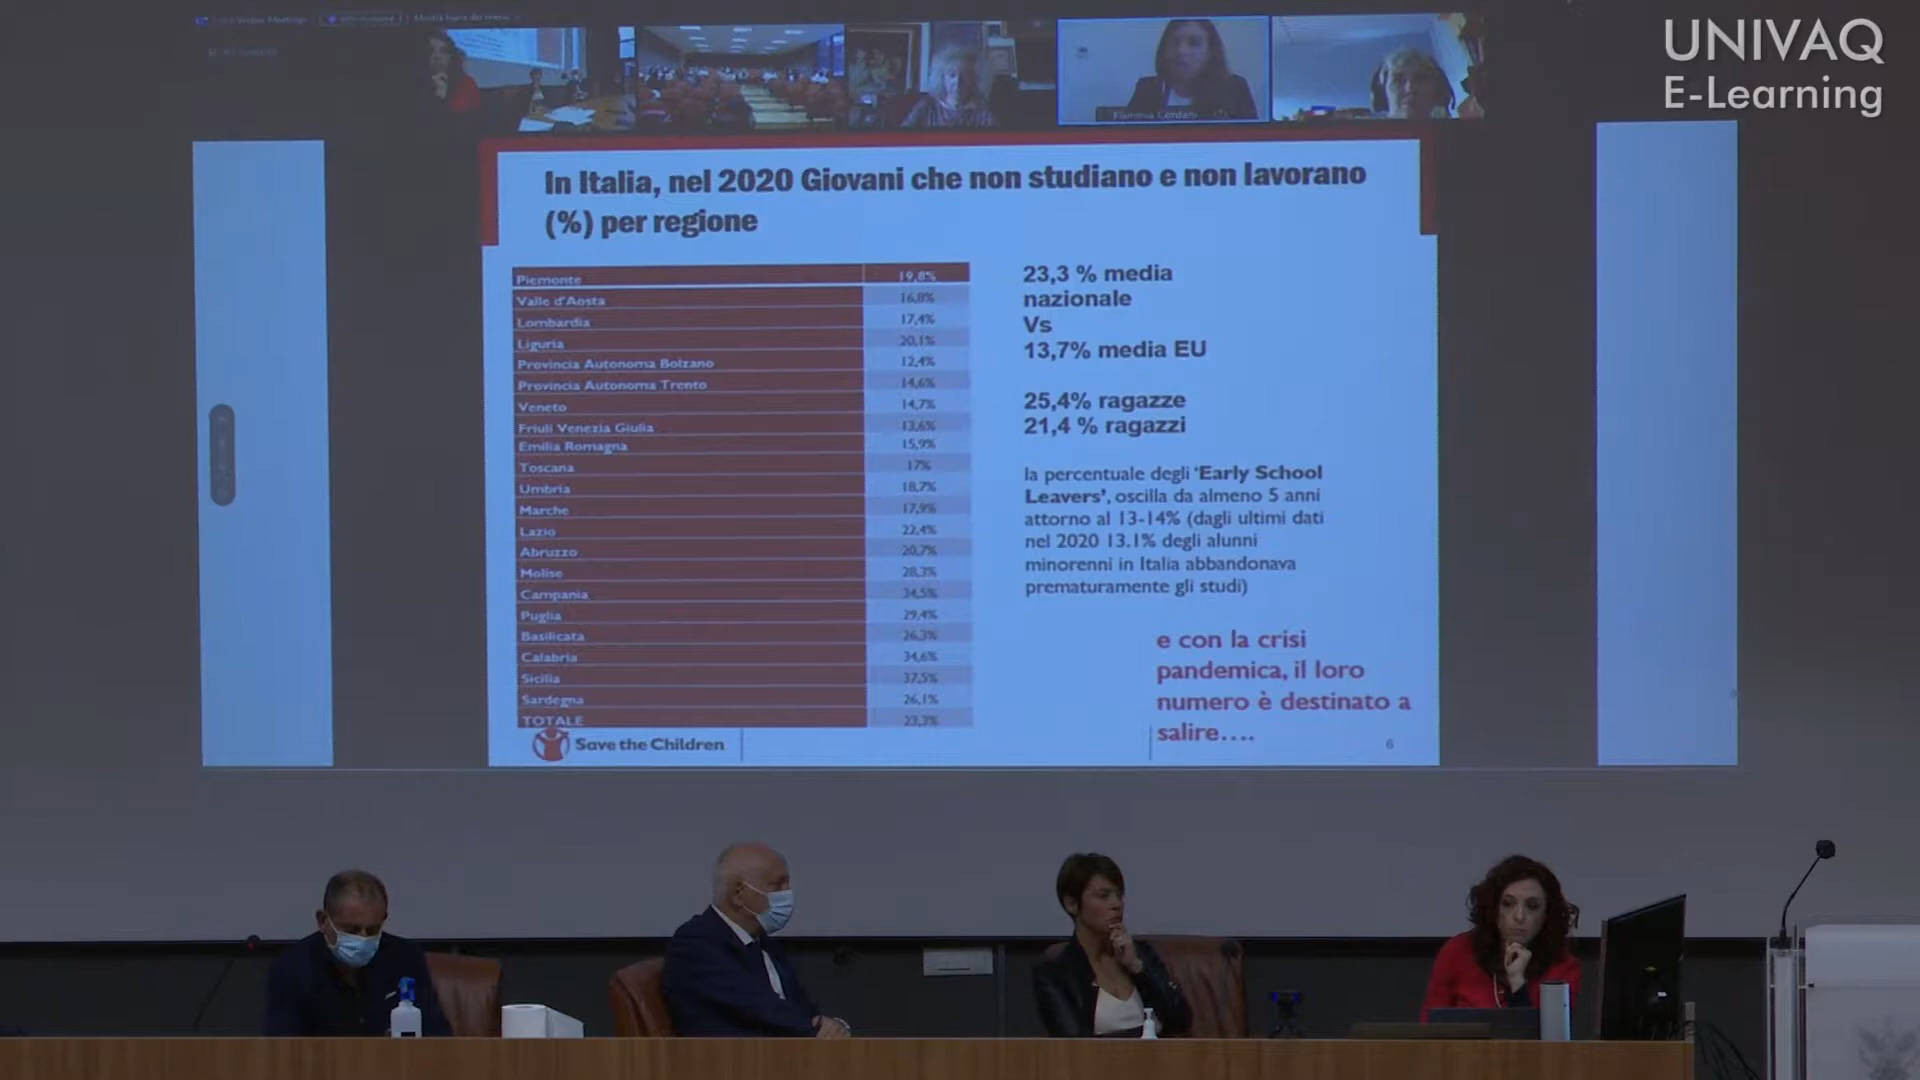 UNIVAQ
E-Learning
In Italia, nel 2020 Giovani che non studiano e non lavorano
(%) per regione
Piemonte 19,8%
Valle d'Aosta 16,8%
Lombardia 17,4%
Liguria 20,1%
Provincia Autonoma Bolzano 12,4%
Provincia Autonoma Trento 14,6%
Veneto 14,7%
Friuli Venezia Giulia 13,6%
Emilia Romagna 15,9%
Toscana 17%
Umbria 18,7%
Marche 17,9%
Lazio 22,4%
Abruzzo 20,7%
Molise 28,3%
Campania 34,5%
Puglia 29,4%
Basilicata 26,3%
Calabria 34,6%
Sicilia 37,5%
Sardegna 26,1%
TOTALE 23,3%
23,3 % media
nazionale
Vs
13,7% media EU
25,4% ragazze
21,4 % ragazzi
la percentuale degli 'Early School
Leavers', oscilla da almeno 5 anni
attorno al 13-14% (dagli ultimi dati
nel 2020 13.1% degli alunni
minorenni in Italia abbandonava
prematuramente gli studi)
e con la crisi
pandemica, il loro
numero è destinato a
salire....
Save the Children
6